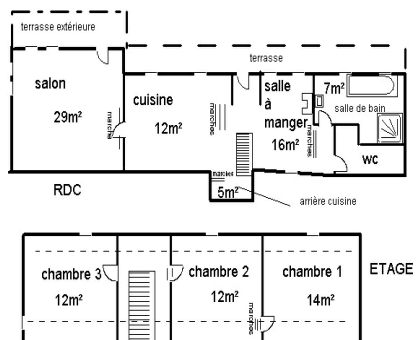 terrasse extérieure
terrasse
salon
29m²
marche
cuisine
12m²
marches
salle
à
manger
16m²
marches
7m²
salle de bain
wc
marches
5m²
arrière cuisine
RDC
ETAGE
chambre 3
12m²
chambre 2
12m²
marches
chambre 1
14m²